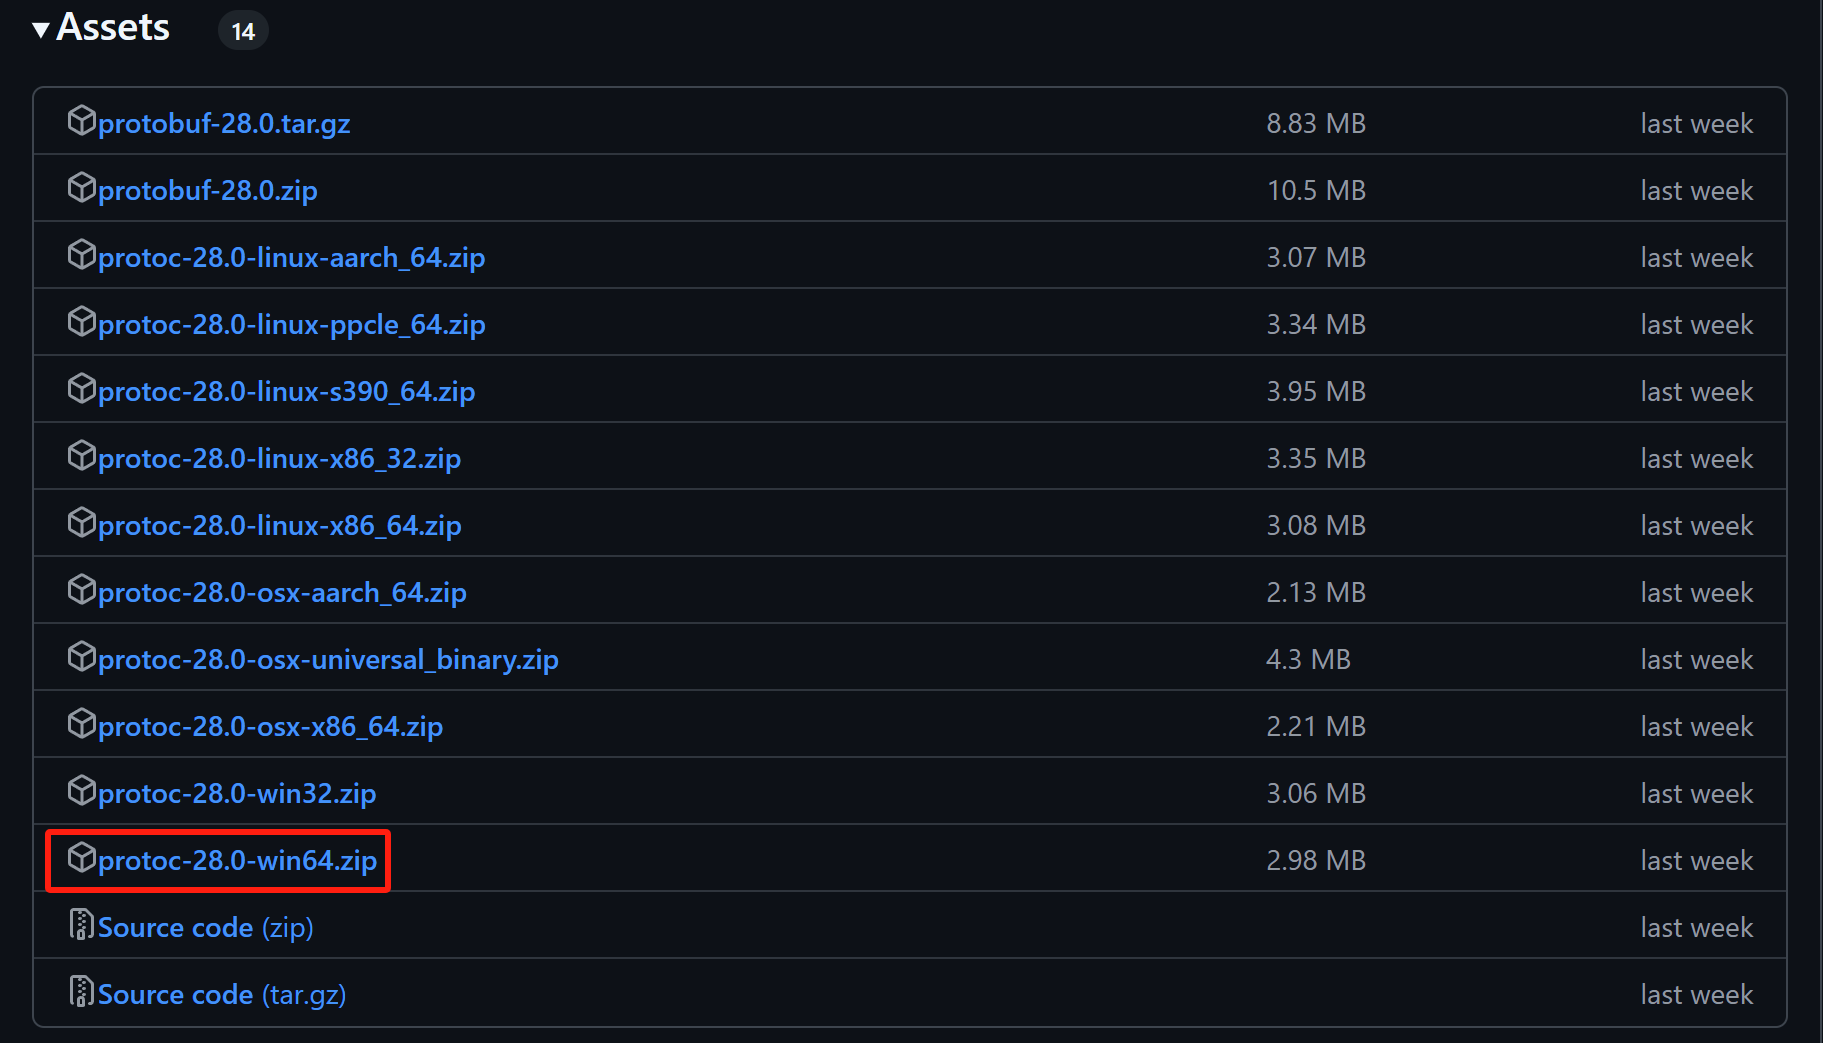 Assets 14
protobuf-28.0.tar.gz 8.83 MB last week
protobuf-28.0.zip 10.5 MB last week
protoc-28.0-linux-aarch_64.zip 3.07 MB last week
protoc-28.0-linux-ppcle_64.zip 3.34 MB last week
protoc-28.0-linux-s390_64.zip 3.95 MB last week
protoc-28.0-linux-x86_32.zip 3.35 MB last week
protoc-28.0-linux-x86_64.zip 3.08 MB last week
protoc-28.0-osx-aarch_64.zip 2.13 MB last week
protoc-28.0-osx-universal_binary.zip 4.3 MB last week
protoc-28.0-osx-x86_64.zip 2.21 MB last week
protoc-28.0-win32.zip 3.06 MB last week
protoc-28.0-win64.zip 2.98 MB last week
Source code (zip) last week
Source code (tar.gz) last week